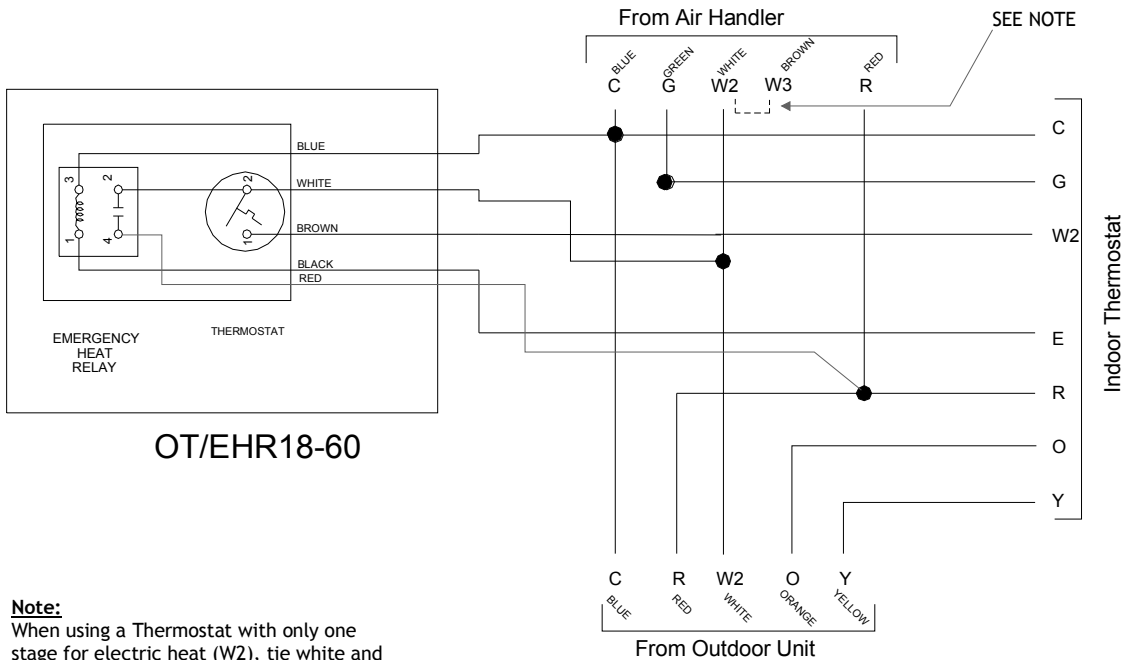 From Air Handler
SEE NOTE
BLUE
GREEN
WHITE
BROWN
RED
C
G
W2
W3
R
BLUE
WHITE
BROWN
BLACK
RED
3
2
1
4
2
1
EMERGENCY
HEAT
RELAY
THERMOSTAT
OT/EHR18-60
C
G
W2
E
R
O
Y
Indoor Thermostat
C
R
W2
O
Y
BLUE
RED
WHITE
ORANGE
YELLOW
From Outdoor Unit
Note:
When using a Thermostat with only one
stage for electric heat (W2), tie white and